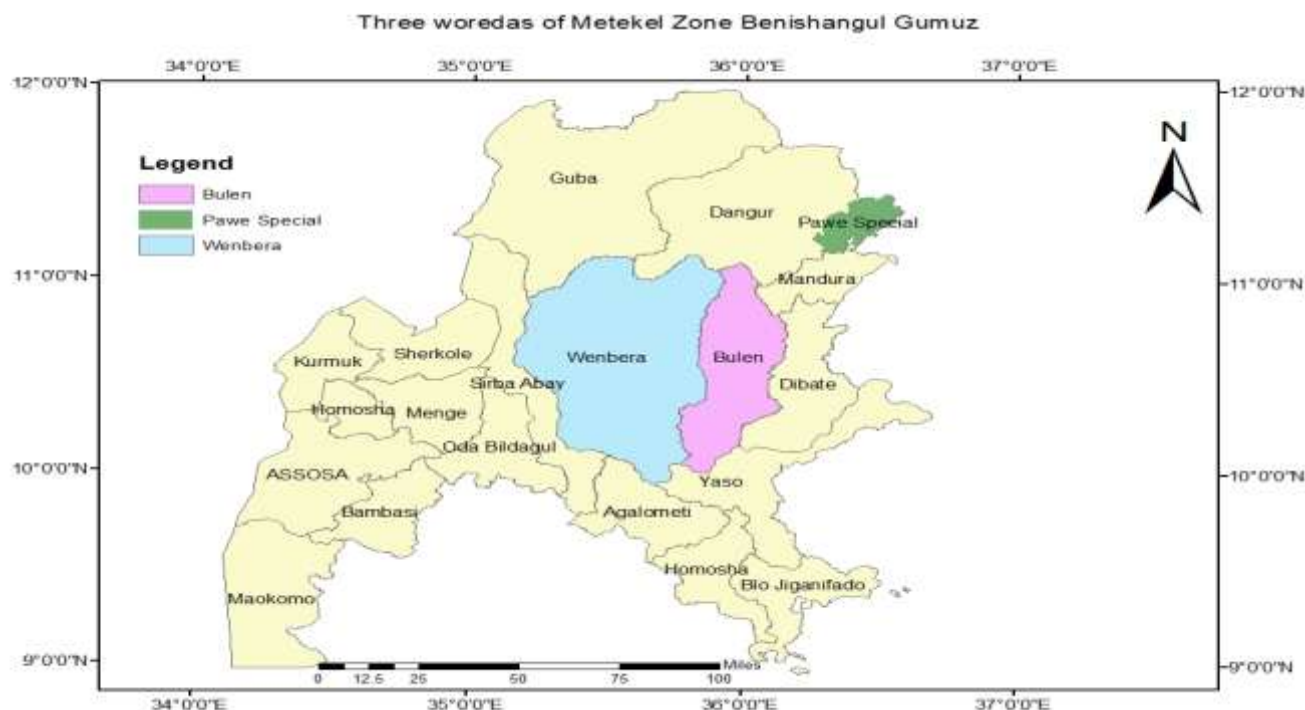 Three woredas of Metekel Zone Benishangul Gumuz
34°0'0"E 35°0'0"E 36°0'0"E 37°0'0"E
12°0'0"N 12°0'0"N
N
Legend
Bulen
Pawe Special
Wenbera
Guba
Dangur
Pawe Special
11°0'0"N 11°0'0"N
Mandura
Kurmuk
Sherkole
Wenbera
Bulen
Sirba Abay
Dibate
Homosha
Menge
Oda Bildagul
10°0'0"N 10°0'0"N
ASSOSA
Yaso
Bambasi
Agalometi
Homosha
Blo Jiganifado
Maokomo
9°0'0"N 9°0'0"N
Miles
0 12.5 25 50 75 100
34°0'0"E 35°0'0"E 36°0'0"E 37°0'0"E